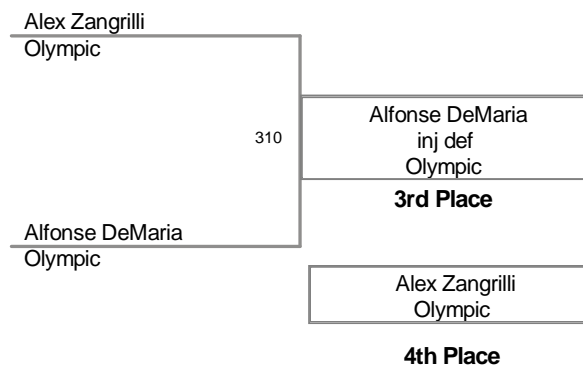 Alex Zangrilli
Olympic
310
Alfonse DeMaria
inj def
Olympic
3rd Place
Alfonse DeMaria
Olympic
Alex Zangrilli
Olympic
4th Place